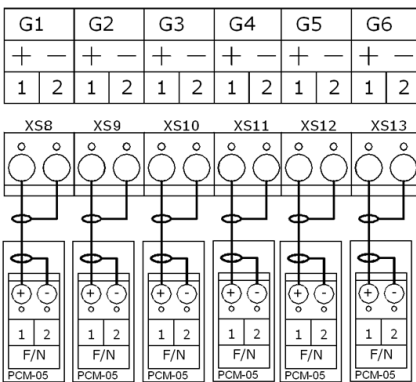 G1 G2 G3 G4 G5 G6
+ − + − + − + − + − + −
1 2 1 2 1 2 1 2 1 2 1 2
XS8 XS9 XS10 XS11 XS12 XS13
+ - + - + - + - + - + -
1 2 1 2 1 2 1 2 1 2 1 2
F/N F/N F/N F/N F/N F/N
PCM-05 PCM-05 PCM-05 PCM-05 PCM-05 PCM-05